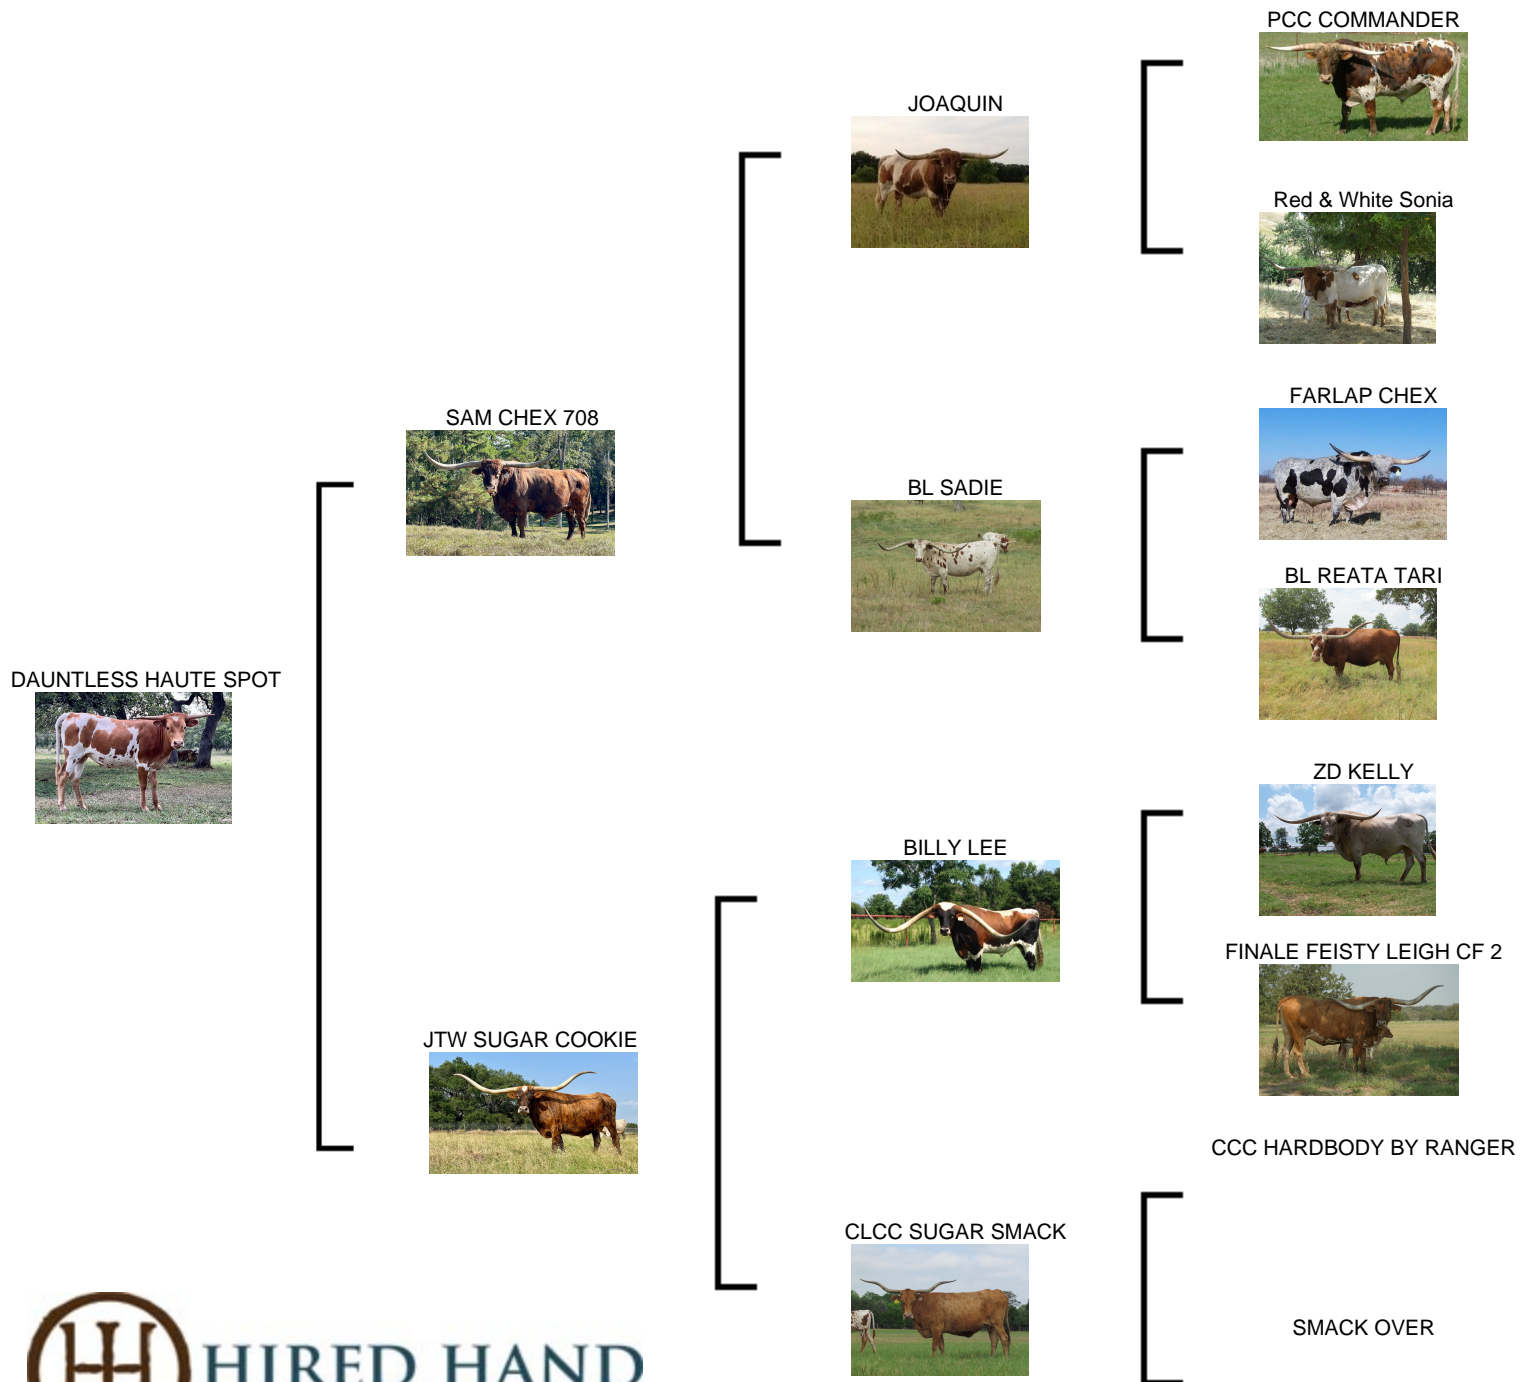 PCC COMMANDER
JOAQUIN
Red & White Sonia
FARLAP CHEX
SAM CHEX 708
BL SADIE
BL REATA TARI
DAUNTLESS HAUTE SPOT
ZD KELLY
BILLY LEE
FINALE FEISTY LEIGH CF 2
JTW SUGAR COOKIE
CCC HARDBODY BY RANGER
CLCC SUGAR SMACK
SMACK OVER
HIRED HAND